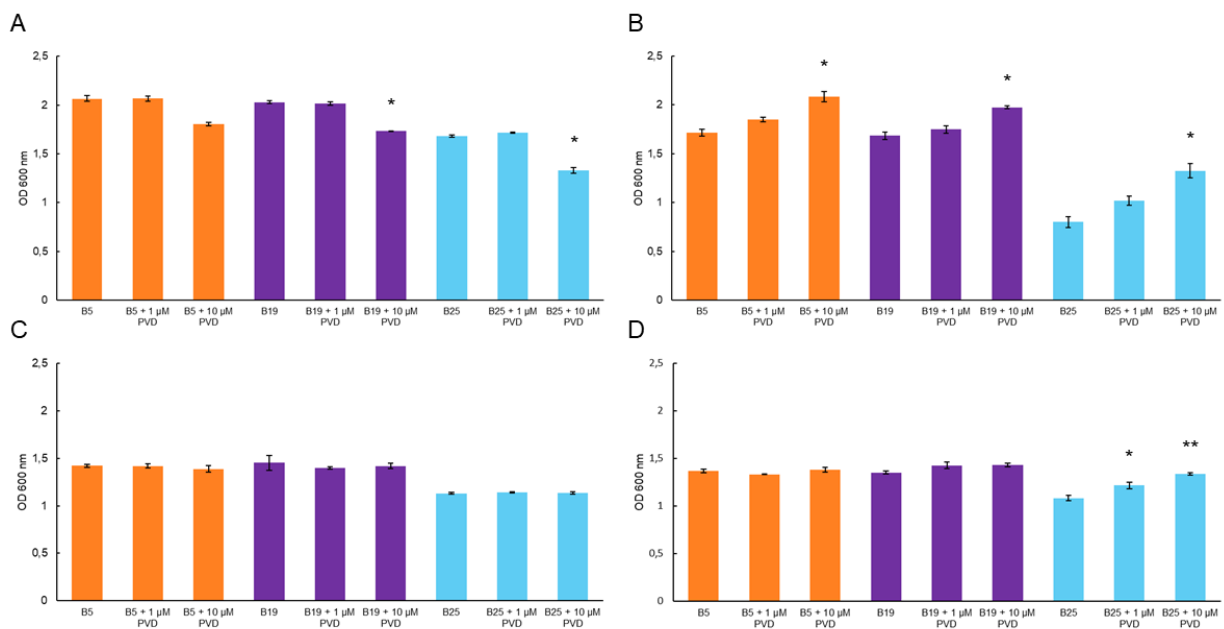 A
2,5
2
1,5
1
0,5
0
OD 600 nm
*
*
B5
B5 + 1 µM
PVD
B5 + 10 µM
PVD
B19
B19 + 1 µM
PVD
B19 + 10 µM
PVD
B25
B25 + 1 µM
PVD
B25 + 10 µM
PVD
B
2,5
2
1,5
1
0,5
0
OD 600 nm
*
*
*
B5
B5 + 1 µM
PVD
B5 + 10 µM
PVD
B19
B19 + 1 µM
PVD
B19 + 10 µM
PVD
B25
B25 + 1 µM
PVD
B25 + 10 µM
PVD
C
2,5
2
1,5
1
0,5
0
OD 600 nm
B5
B5 + 1 µM
PVD
B5 + 10 µM
PVD
B19
B19 + 1 µM
PVD
B19 + 10 µM
PVD
B25
B25 + 1 µM
PVD
B25 + 10 µM
PVD
D
2,5
2
1,5
1
0,5
0
OD 600 nm
*
**
B5
B5 + 1 µM
PVD
B5 + 10 µM
PVD
B19
B19 + 1 µM
PVD
B19 + 10 µM
PVD
B25
B25 + 1 µM
PVD
B25 + 10 µM
PVD